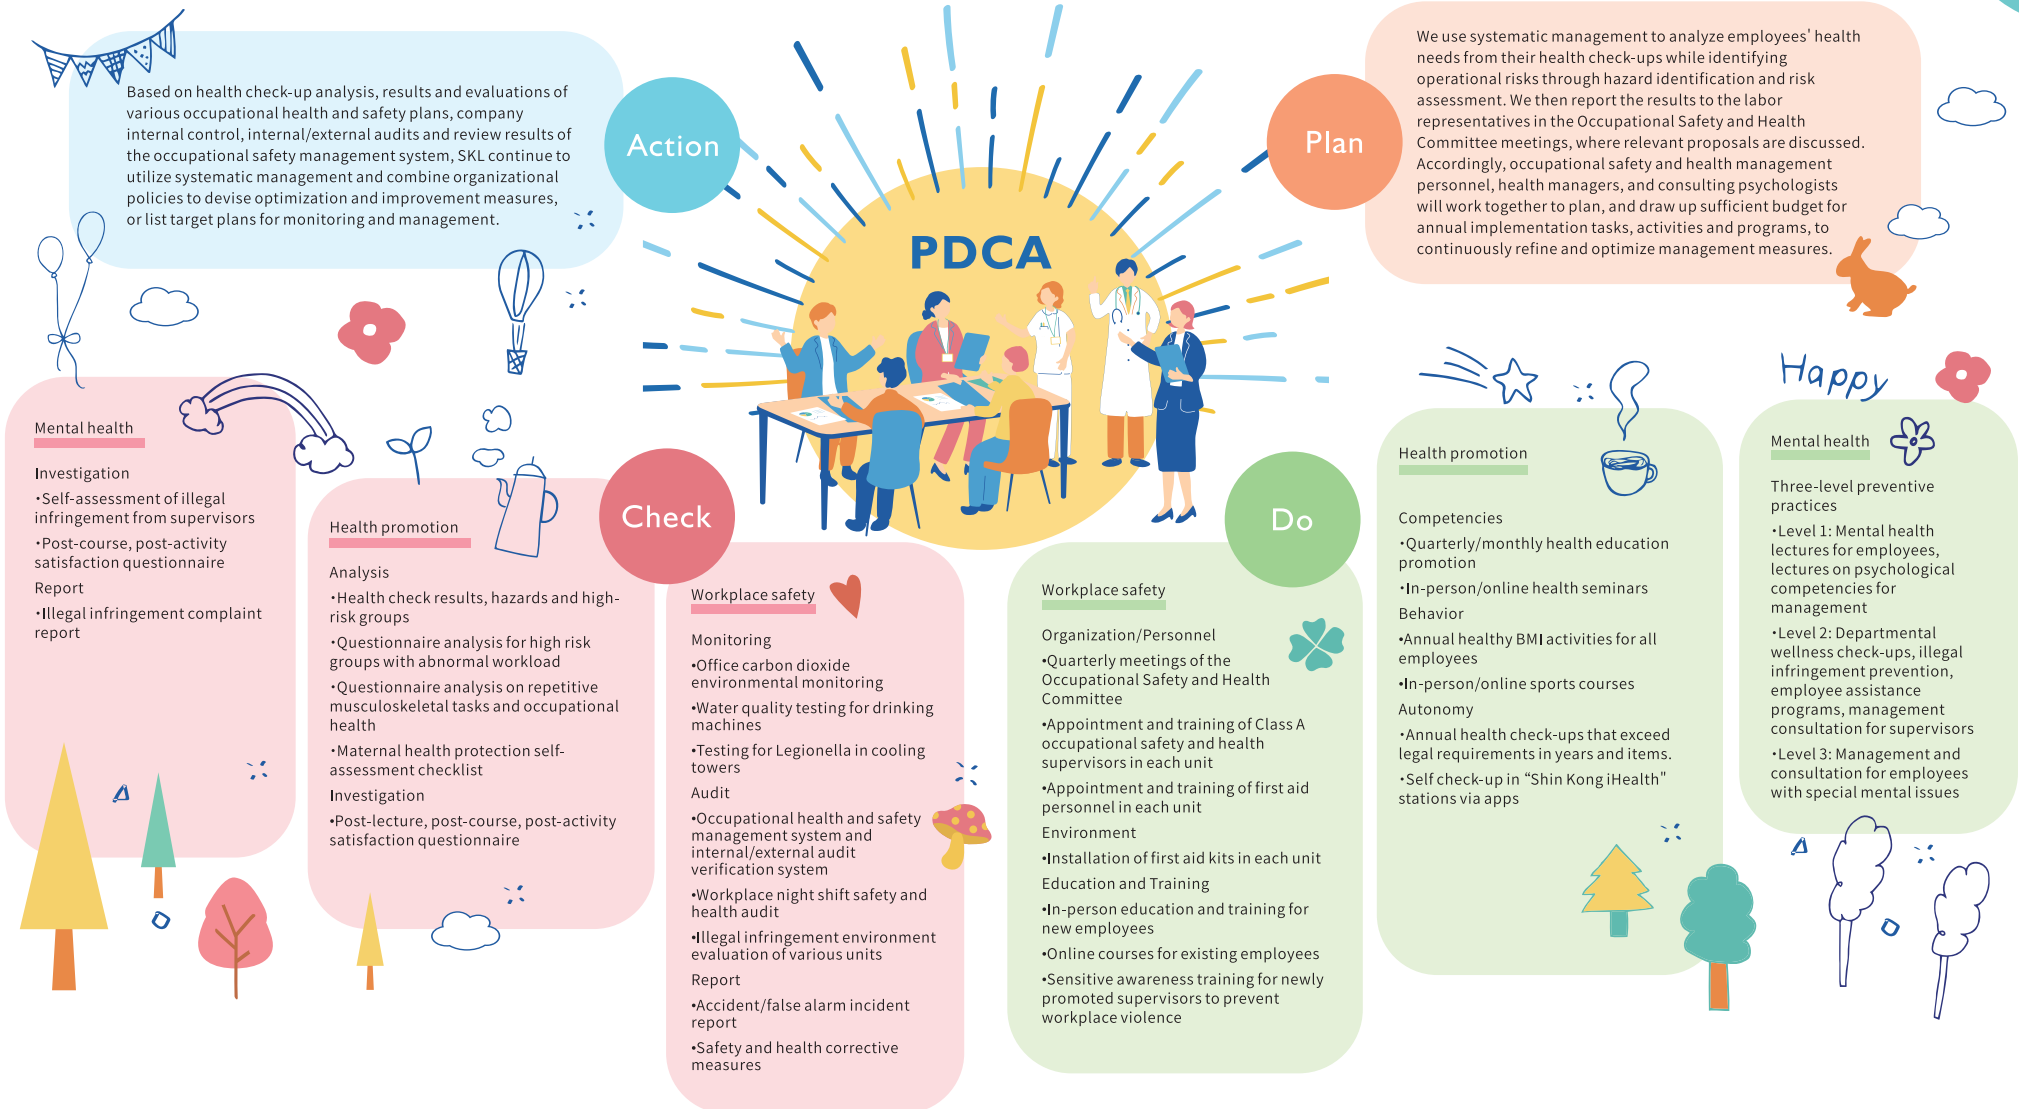 Based on health check-up analysis, results and evaluations of
various occupational health and safety plans, company
internal control, internal/external audits and review results of
the occupational safety management system, SKL continue to
utilize systematic management and combine organizational
policies to devise optimization and improvement measures,
or list target plans for monitoring and management.
Action
PDCA
Plan
We use systematic management to analyze employees' health
needs from their health check-ups while identifying
operational risks through hazard identification and risk
assessment. We then report the results to the labor
representatives in the Occupational Safety and Health
Committee meetings, where relevant proposals are discussed.
Accordingly, occupational safety and health management
personnel, health managers, and consulting psychologists
will work together to plan, and draw up sufficient budget for
annual implementation tasks, activities and programs, to
continuously refine and optimize management measures.
Mental health
Investigation
•Self-assessment of illegal
infringement from supervisors
•Post-course, post-activity
satisfaction questionnaire
Report
•Illegal infringement complaint
report
Health promotion
Analysis
•Health check results, hazards and high-
risk groups
•Questionnaire analysis for high risk
groups with abnormal workload
•Questionnaire analysis on repetitive
musculoskeletal tasks and occupational
health
•Maternal health protection self-
assessment checklist
Investigation
•Post-lecture, post-course, post-activity
satisfaction questionnaire
Check
Workplace safety
Monitoring
•Office carbon dioxide
environmental monitoring
•Water quality testing for drinking
machines
•Testing for Legionella in cooling
towers
Audit
•Occupational health and safety
management system and
internal/external audit
verification system
•Workplace night shift safety and
health audit
•Illegal infringement environment
evaluation of various units
Report
•Accident/false alarm incident
report
•Safety and health corrective
measures
Do
Workplace safety
Organization/Personnel
•Quarterly meetings of the
Occupational Safety and Health
Committee
•Appointment and training of Class A
occupational safety and health
supervisors in each unit
•Appointment and training of first aid
personnel in each unit
Environment
•Installation of first aid kits in each unit
Education and Training
•In-person education and training for
new employees
•Online courses for existing employees
•Sensitive awareness training for newly
promoted supervisors to prevent
workplace violence
Health promotion
Competencies
•Quarterly/monthly health education
promotion
•In-person/online health seminars
Behavior
•Annual healthy BMI activities for all
employees
•In-person/online sports courses
Autonomy
•Annual health check-ups that exceed
legal requirements in years and items.
•Self check-up in “Shin Kong iHealth"
stations via apps
Happy
Mental health
Three-level preventive
practices
•Level 1: Mental health
lectures for employees,
lectures on psychological
competencies for
management
•Level 2: Departmental
wellness check-ups, illegal
infringement prevention,
employee assistance
programs, management
consultation for supervisors
•Level 3: Management and
consultation for employees
with special mental issues